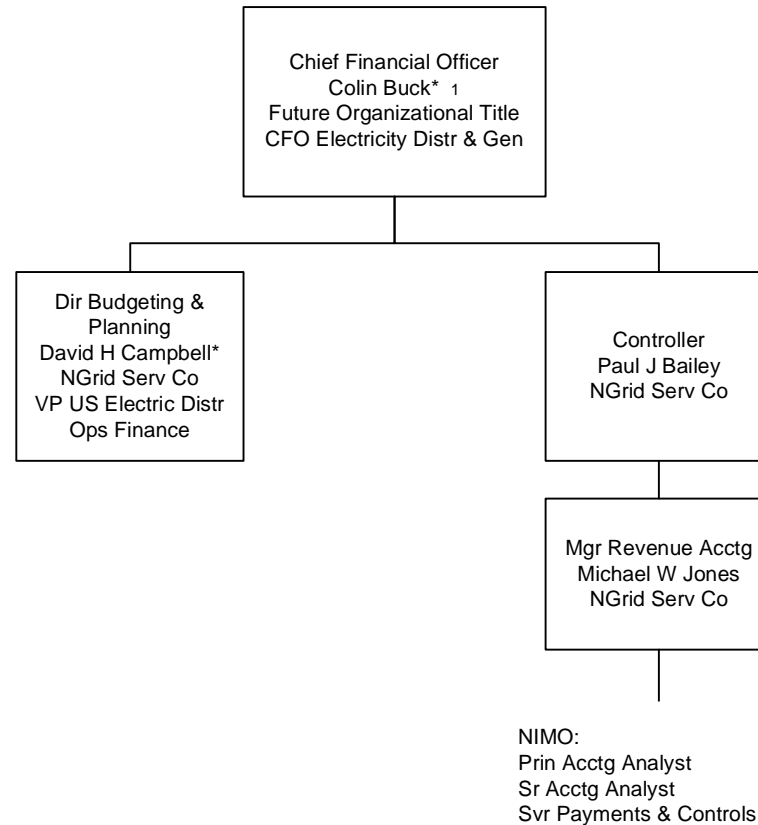 Chief Financial Officer
Colin Buck* 1
Future Organizational Title
CFO Electricity Distr & Gen
Dir Budgeting &
Planning
David H Campbell*
NGrid Serv Co
VP US Electric Distr
Ops Finance
Controller
Paul J Bailey
NGrid Serv Co
Mgr Revenue Acctg
Michael W Jones
NGrid Serv Co
NIMO:
Prin Acctg Analyst
Sr Acctg Analyst
Svr Payments & Controls